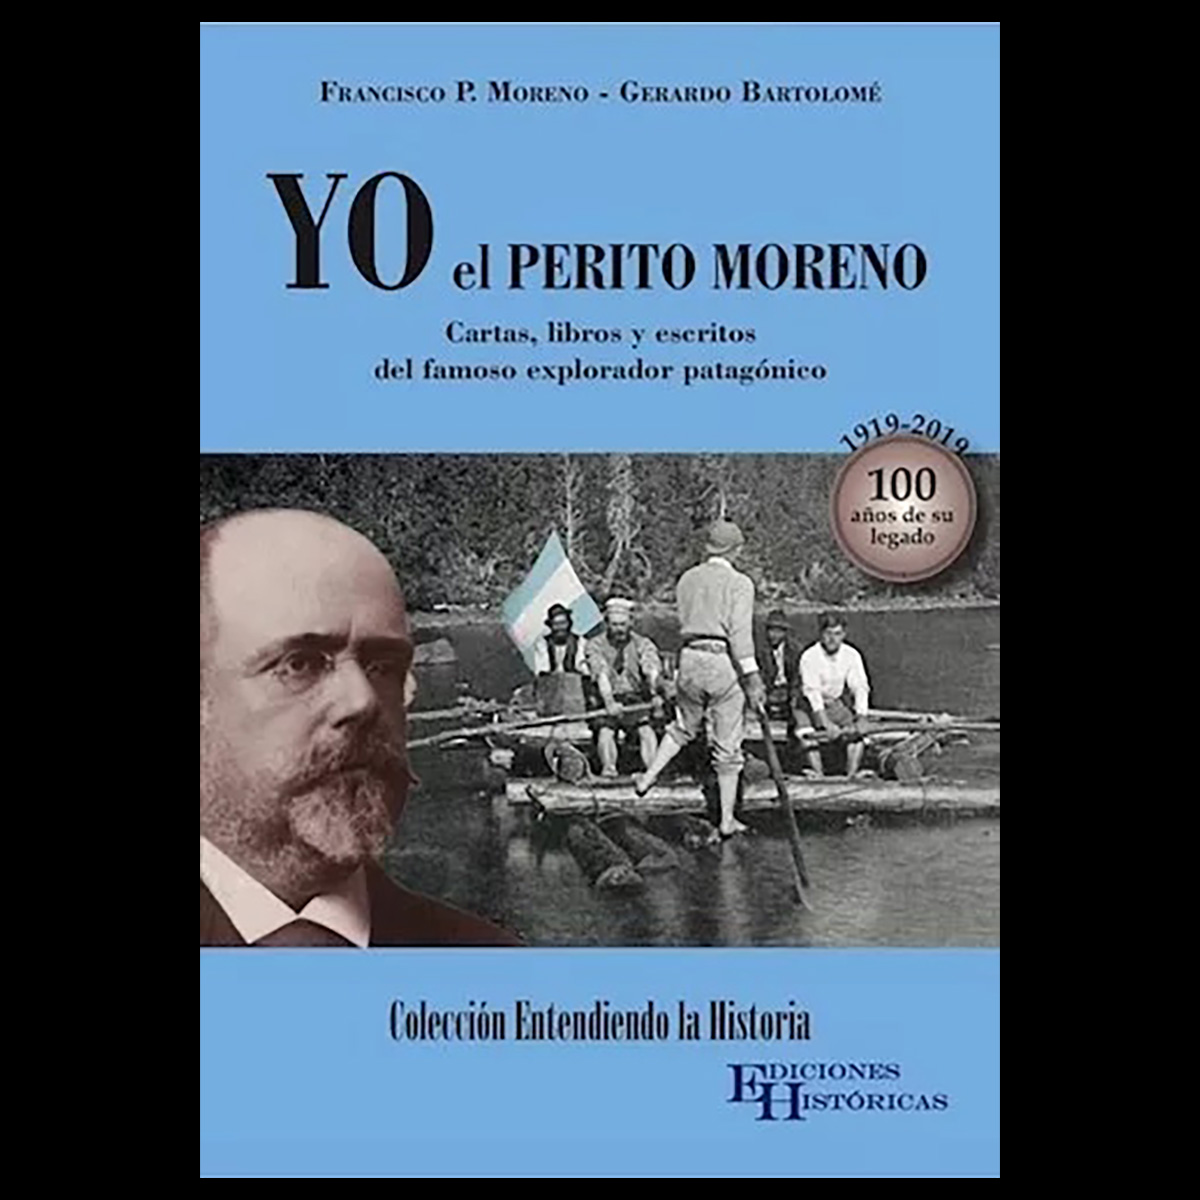 FRANCISCO P. MORENO - GERARDO BARTOLOMÉ
YO el PERITO MORENO
Cartas, libros y escritos
del famoso explorador patagónico
1919-2019
100
años de su
legado
Colección Entendiendo la Historia
EDICIONES
HISTÓRICAS